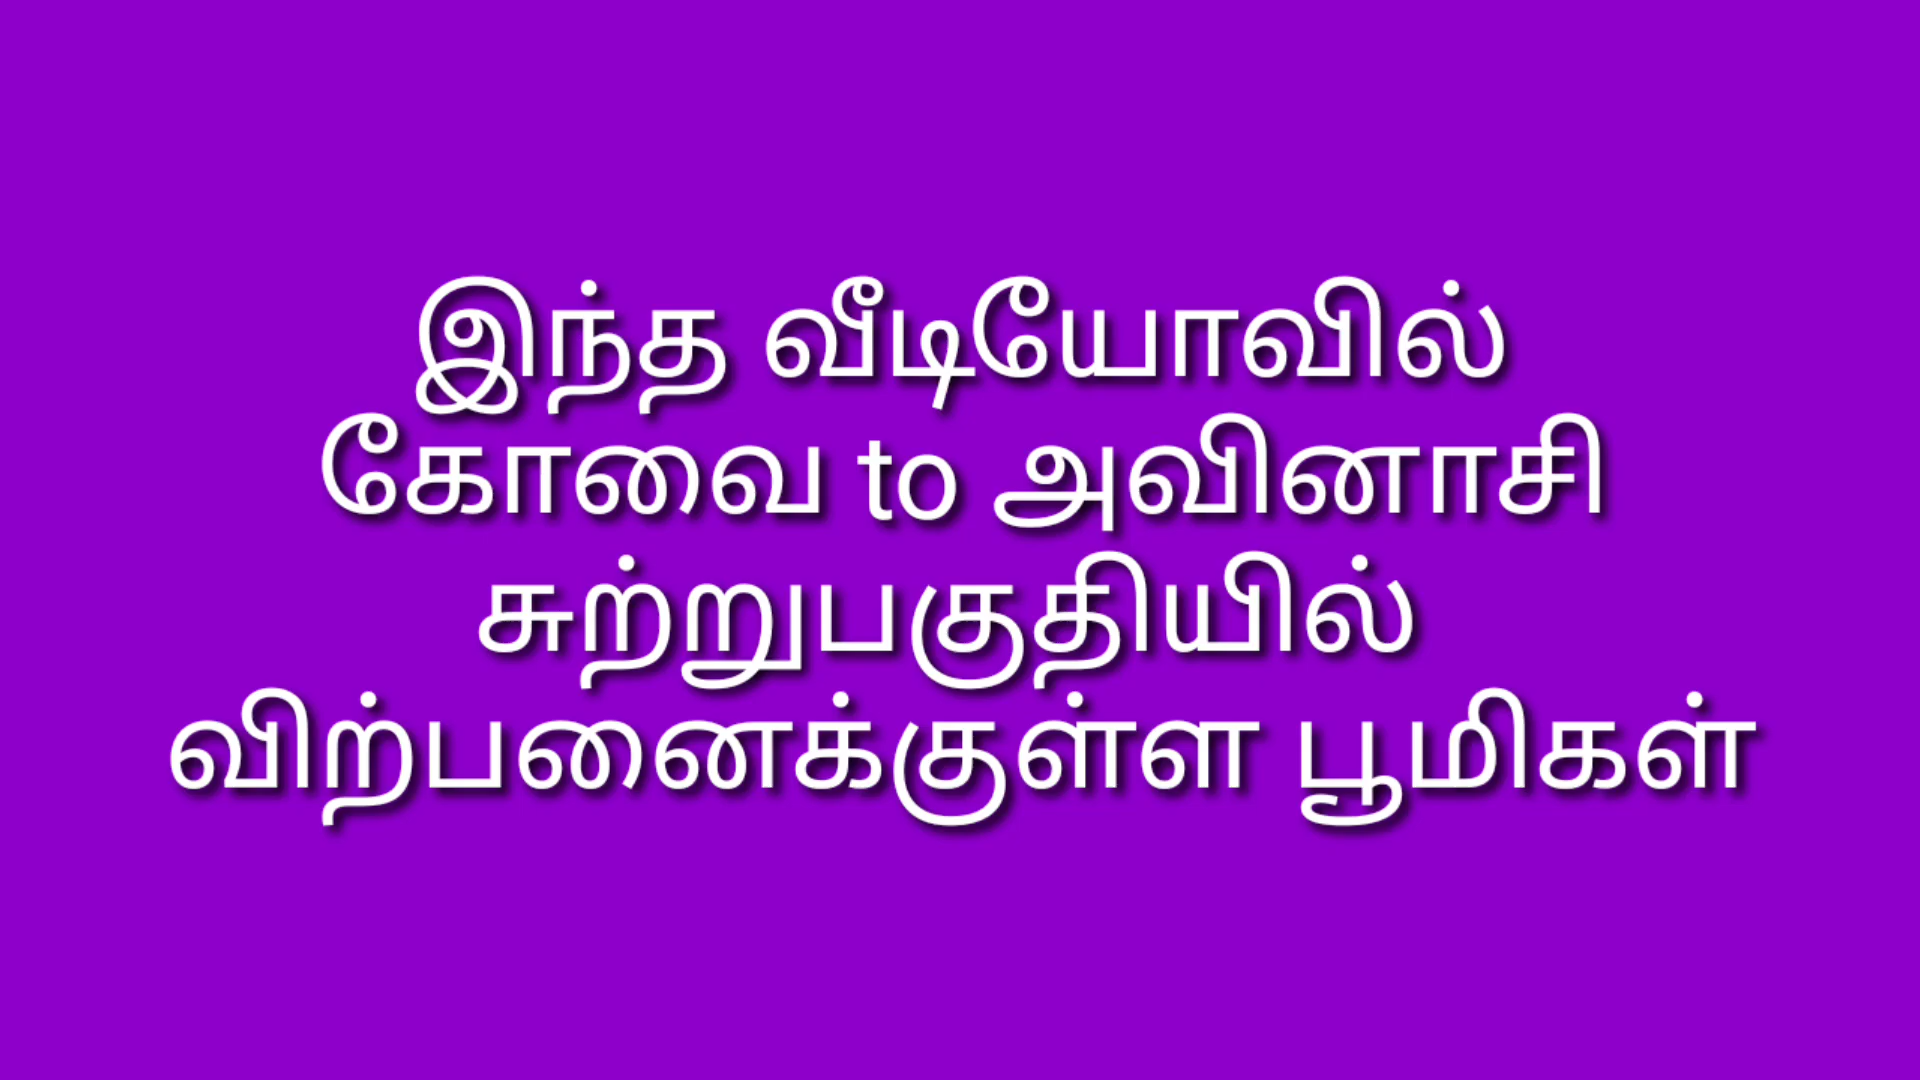 இந்த வீடியோவில்
கோவை to அவினாசி
சுற்றுபகுதியில்
விற்பனைக்குள்ள பூமிகள்